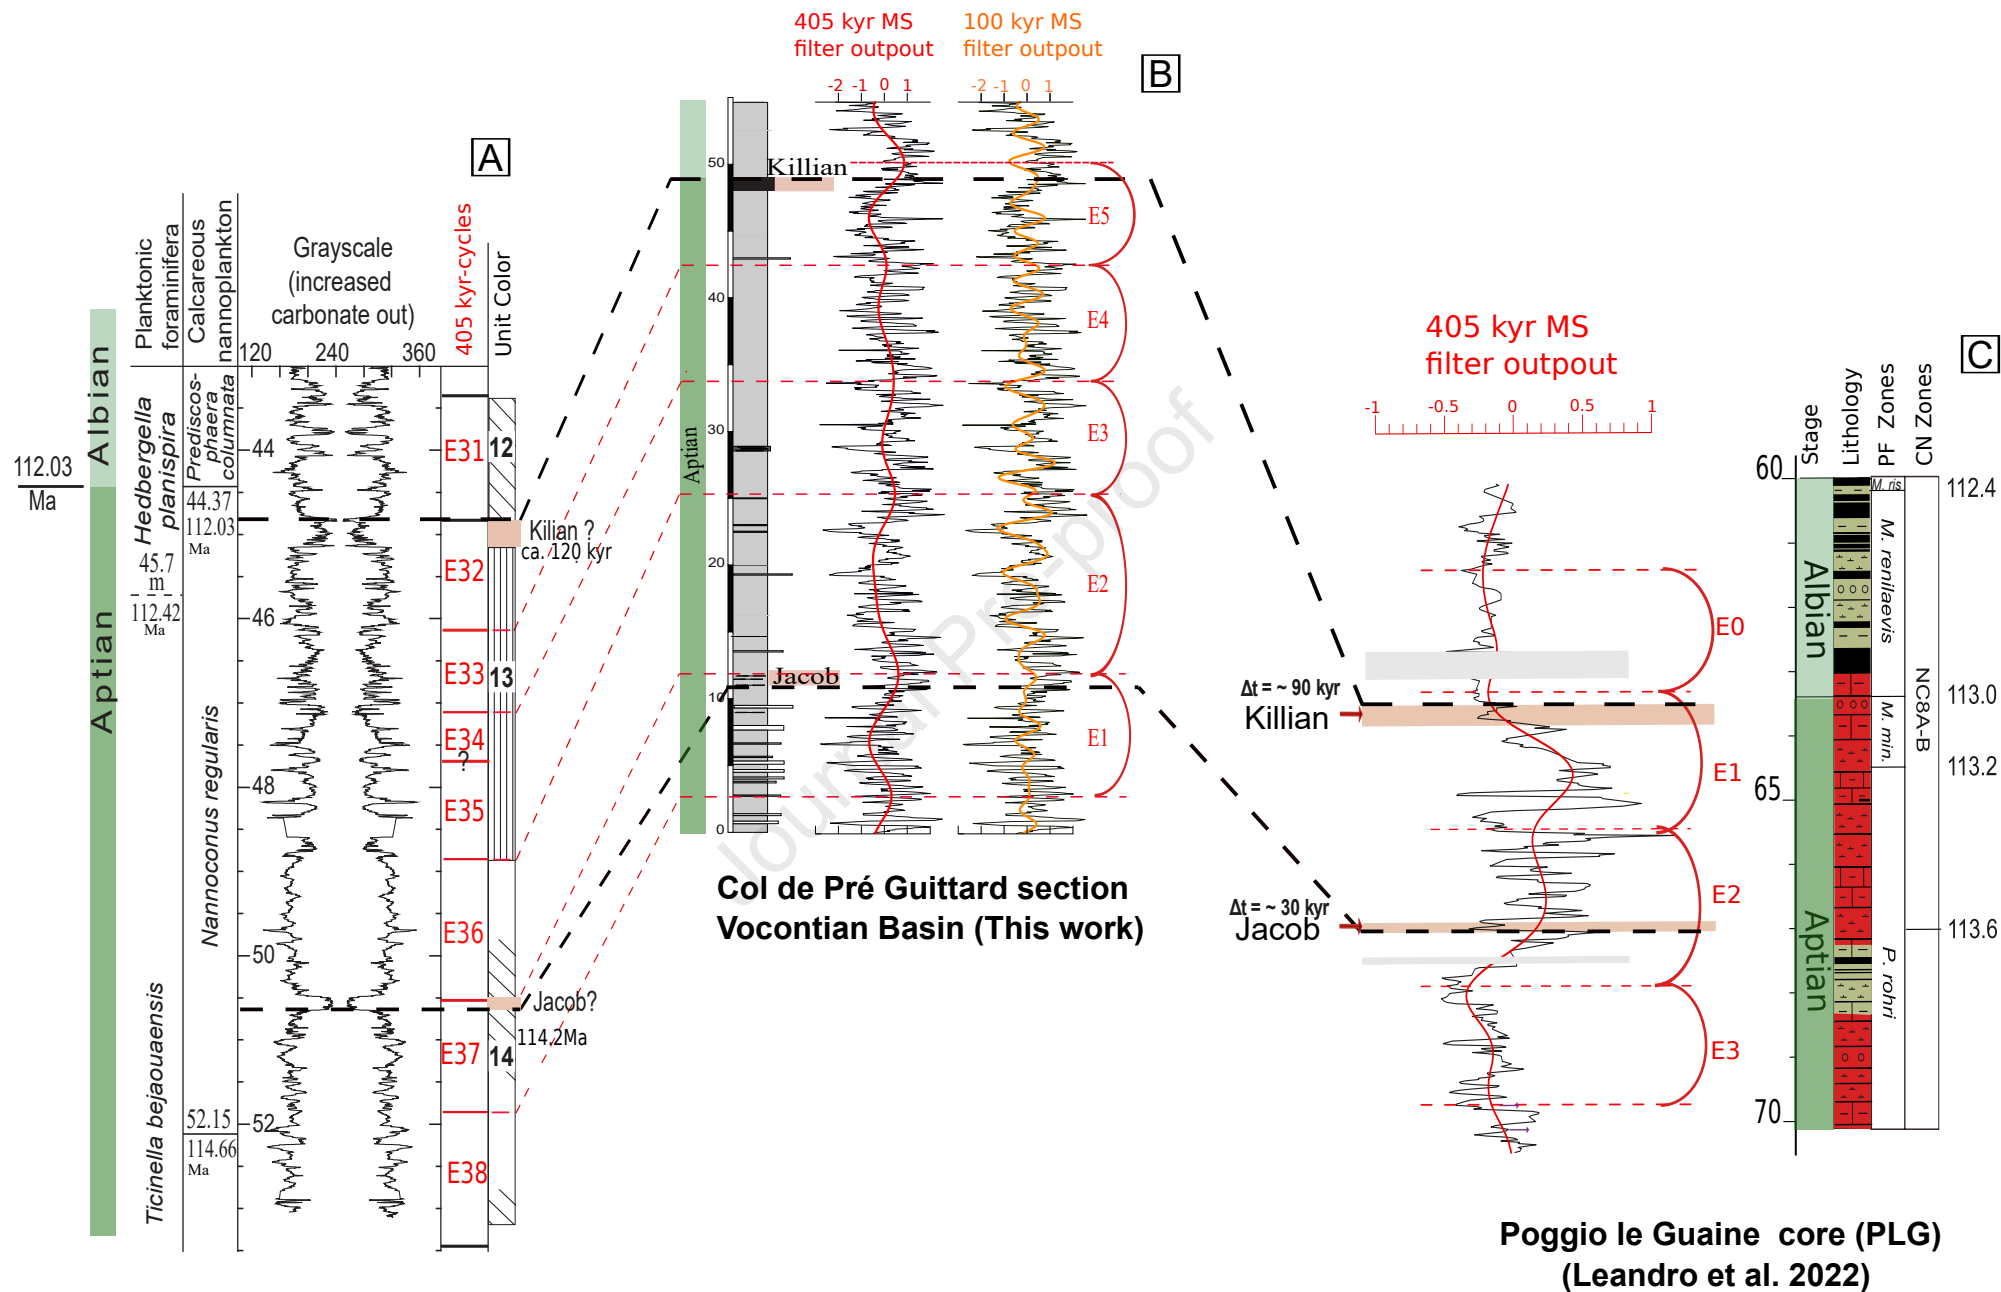 A
Planktonic
foraminifera
Calcareous
nannoplankton
Grayscale
(increased
carbonate out)
120 240 360
405 kyr-cycles
Unit Color
Albian
Aptian
112.03
Ma
Hedbergella
planispira
Prediscos-
phaera
columnata
44.37
112.03
Ma
45.7
m
112.42
Ma
Nannoconus regularis
Ticinella bejaouaensis
52.15
114.66
Ma
44
46
48
50
52
E31
E32
E33
E34
?
E35
E36
E37
E38
12
13
14
Kilian ?
ca. 120 kyr
Jacob?
114.2Ma
405 kyr MS
filter outpout
100 kyr MS
filter outpout
B
-2 -1 0 1
-2 -1 0 1
Killian
50
40
30
20
10
0
Aptian
Jacob
E5
E4
E3
E2
E1
Journal Pre-proof
Col de Pré Guittard section
Vocontian Basin (This work)
405 kyr MS
filter outpout
-1 -0.5 0 0.5 1
C
Stage
Lithology
PF Zones
CN Zones
60
65
70
Albian
Aptian
M. ris
M. renilaevis
M. min.
P. rohri
NC8A-B
112.4
113.0
113.2
113.6
Δt = ~ 90 kyr
Killian
Δt = ~ 30 kyr
Jacob
E0
E1
E2
E3
Poggio le Guaine core (PLG)
(Leandro et al. 2022)